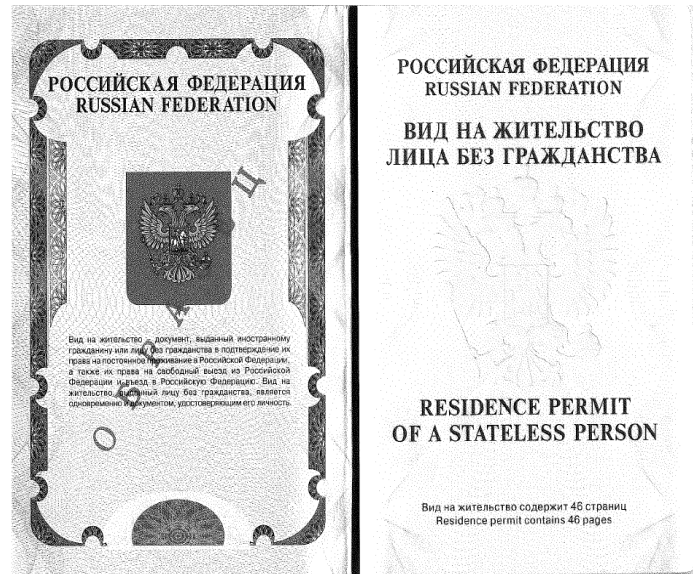 РОССИЙСКАЯ ФЕДЕРАЦИЯ
RUSSIAN FEDERATION
ОБРАЗЕЦ
Вид на жительство – документ, выданный иностранному
гражданину или лицу без гражданства в подтверждение их
права на постоянное проживание в Российской Федерации,
а также их права на свободный выезд из Российской
Федерации и въезд в Российскую Федерацию. Вид на
жительство, выданный лицу без гражданства, является
одновременно и документом, удостоверяющим его личность.
РОССИЙСКАЯ ФЕДЕРАЦИЯ
RUSSIAN FEDERATION
ВИД НА ЖИТЕЛЬСТВО
ЛИЦА БЕЗ ГРАЖДАНСТВА
RESIDENCE PERMIT
OF A STATELESS PERSON
Вид на жительство содержит 46 страниц
Residence permit contains 46 pages